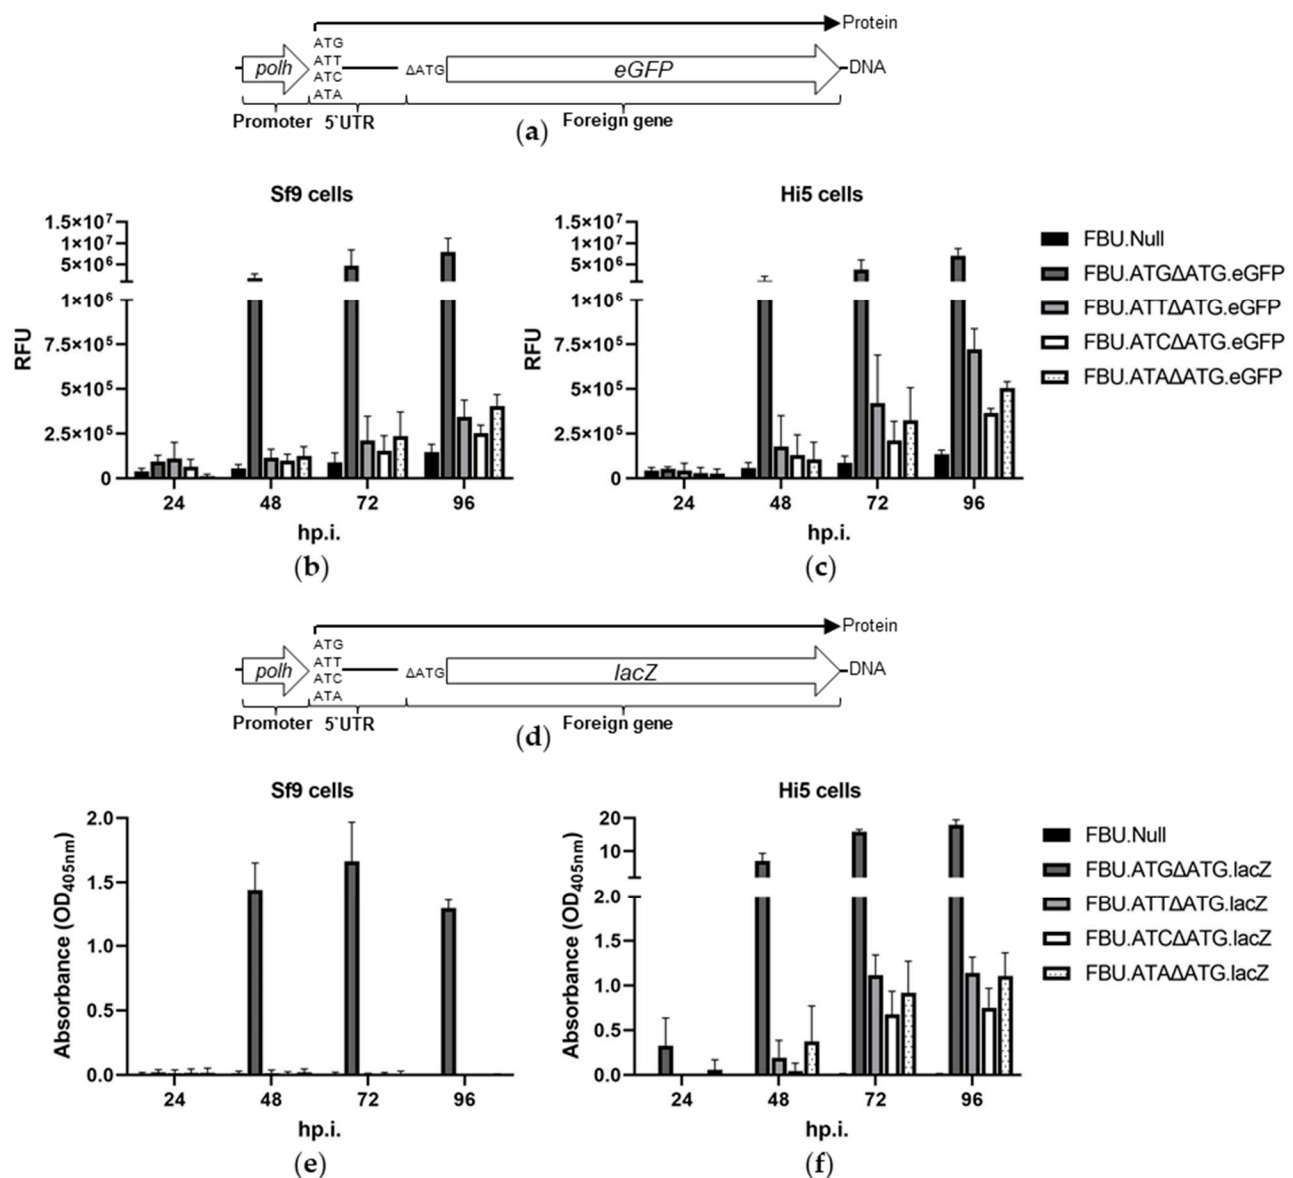 Protein
ATG
ATT
ATC
ATA
polh
ΔATG
eGFP
DNA
Promoter 5`UTR Foreign gene
(a)
Sf9 cells
1.5×10⁷
1×10⁷
5×10⁶
1×10⁶
7.5×10⁵
5×10⁵
2.5×10⁵
0
RFU
24 48 72 96
hp.i.
(b)
Hi5 cells
1.5×10⁷
1×10⁷
5×10⁶
1×10⁶
7.5×10⁵
5×10⁵
2.5×10⁵
0
RFU
24 48 72 96
hp.i.
(c)
FBU.Null
FBU.ATGΔATG.eGFP
FBU.ATTΔATG.eGFP
FBU.ATCΔATG.eGFP
FBU.ATAΔATG.eGFP
Protein
ATG
ATT
ATC
ATA
polh
ΔATG
lacZ
DNA
Promoter 5`UTR Foreign gene
(d)
Sf9 cells
2.0
1.5
1.0
0.5
0.0
Absorbance (OD₄₀₅ₙₘ)
24 48 72 96
hp.i.
(e)
Hi5 cells
20
10
2.0
1.5
1.0
0.5
0.0
Absorbance (OD₄₀₅ₙₘ)
24 48 72 96
hp.i.
(f)
FBU.Null
FBU.ATGΔATG.lacZ
FBU.ATTΔATG.lacZ
FBU.ATCΔATG.lacZ
FBU.ATAΔATG.lacZ